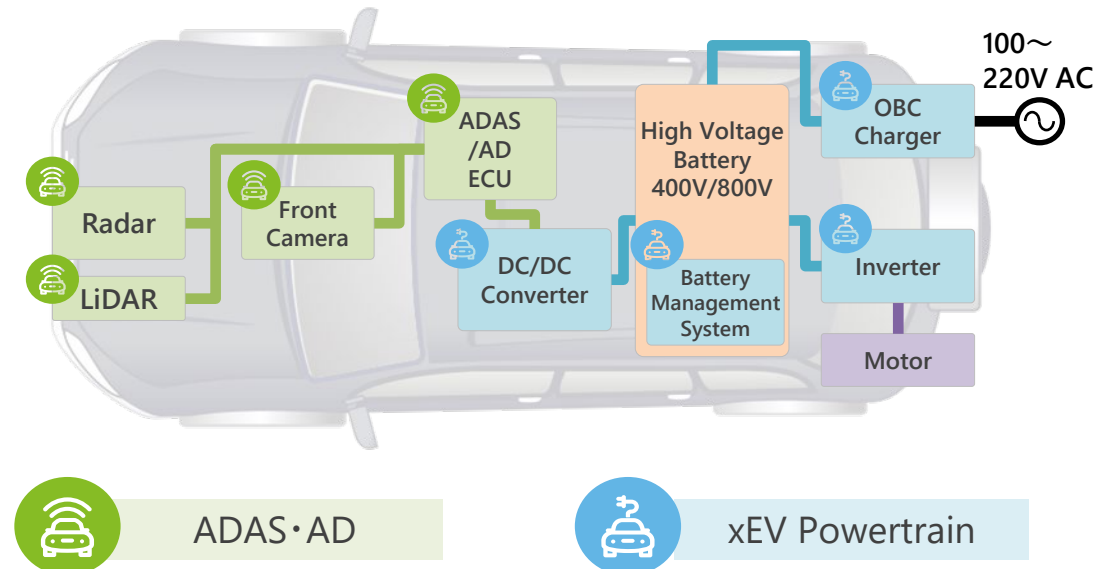 100～
220V AC
OBC
Charger
ADAS
/AD
ECU
High Voltage
Battery
400V/800V
Radar
Front
Camera
LiDAR
DC/DC
Converter
Battery
Management
System
Inverter
Motor
ADAS･AD
xEV Powertrain